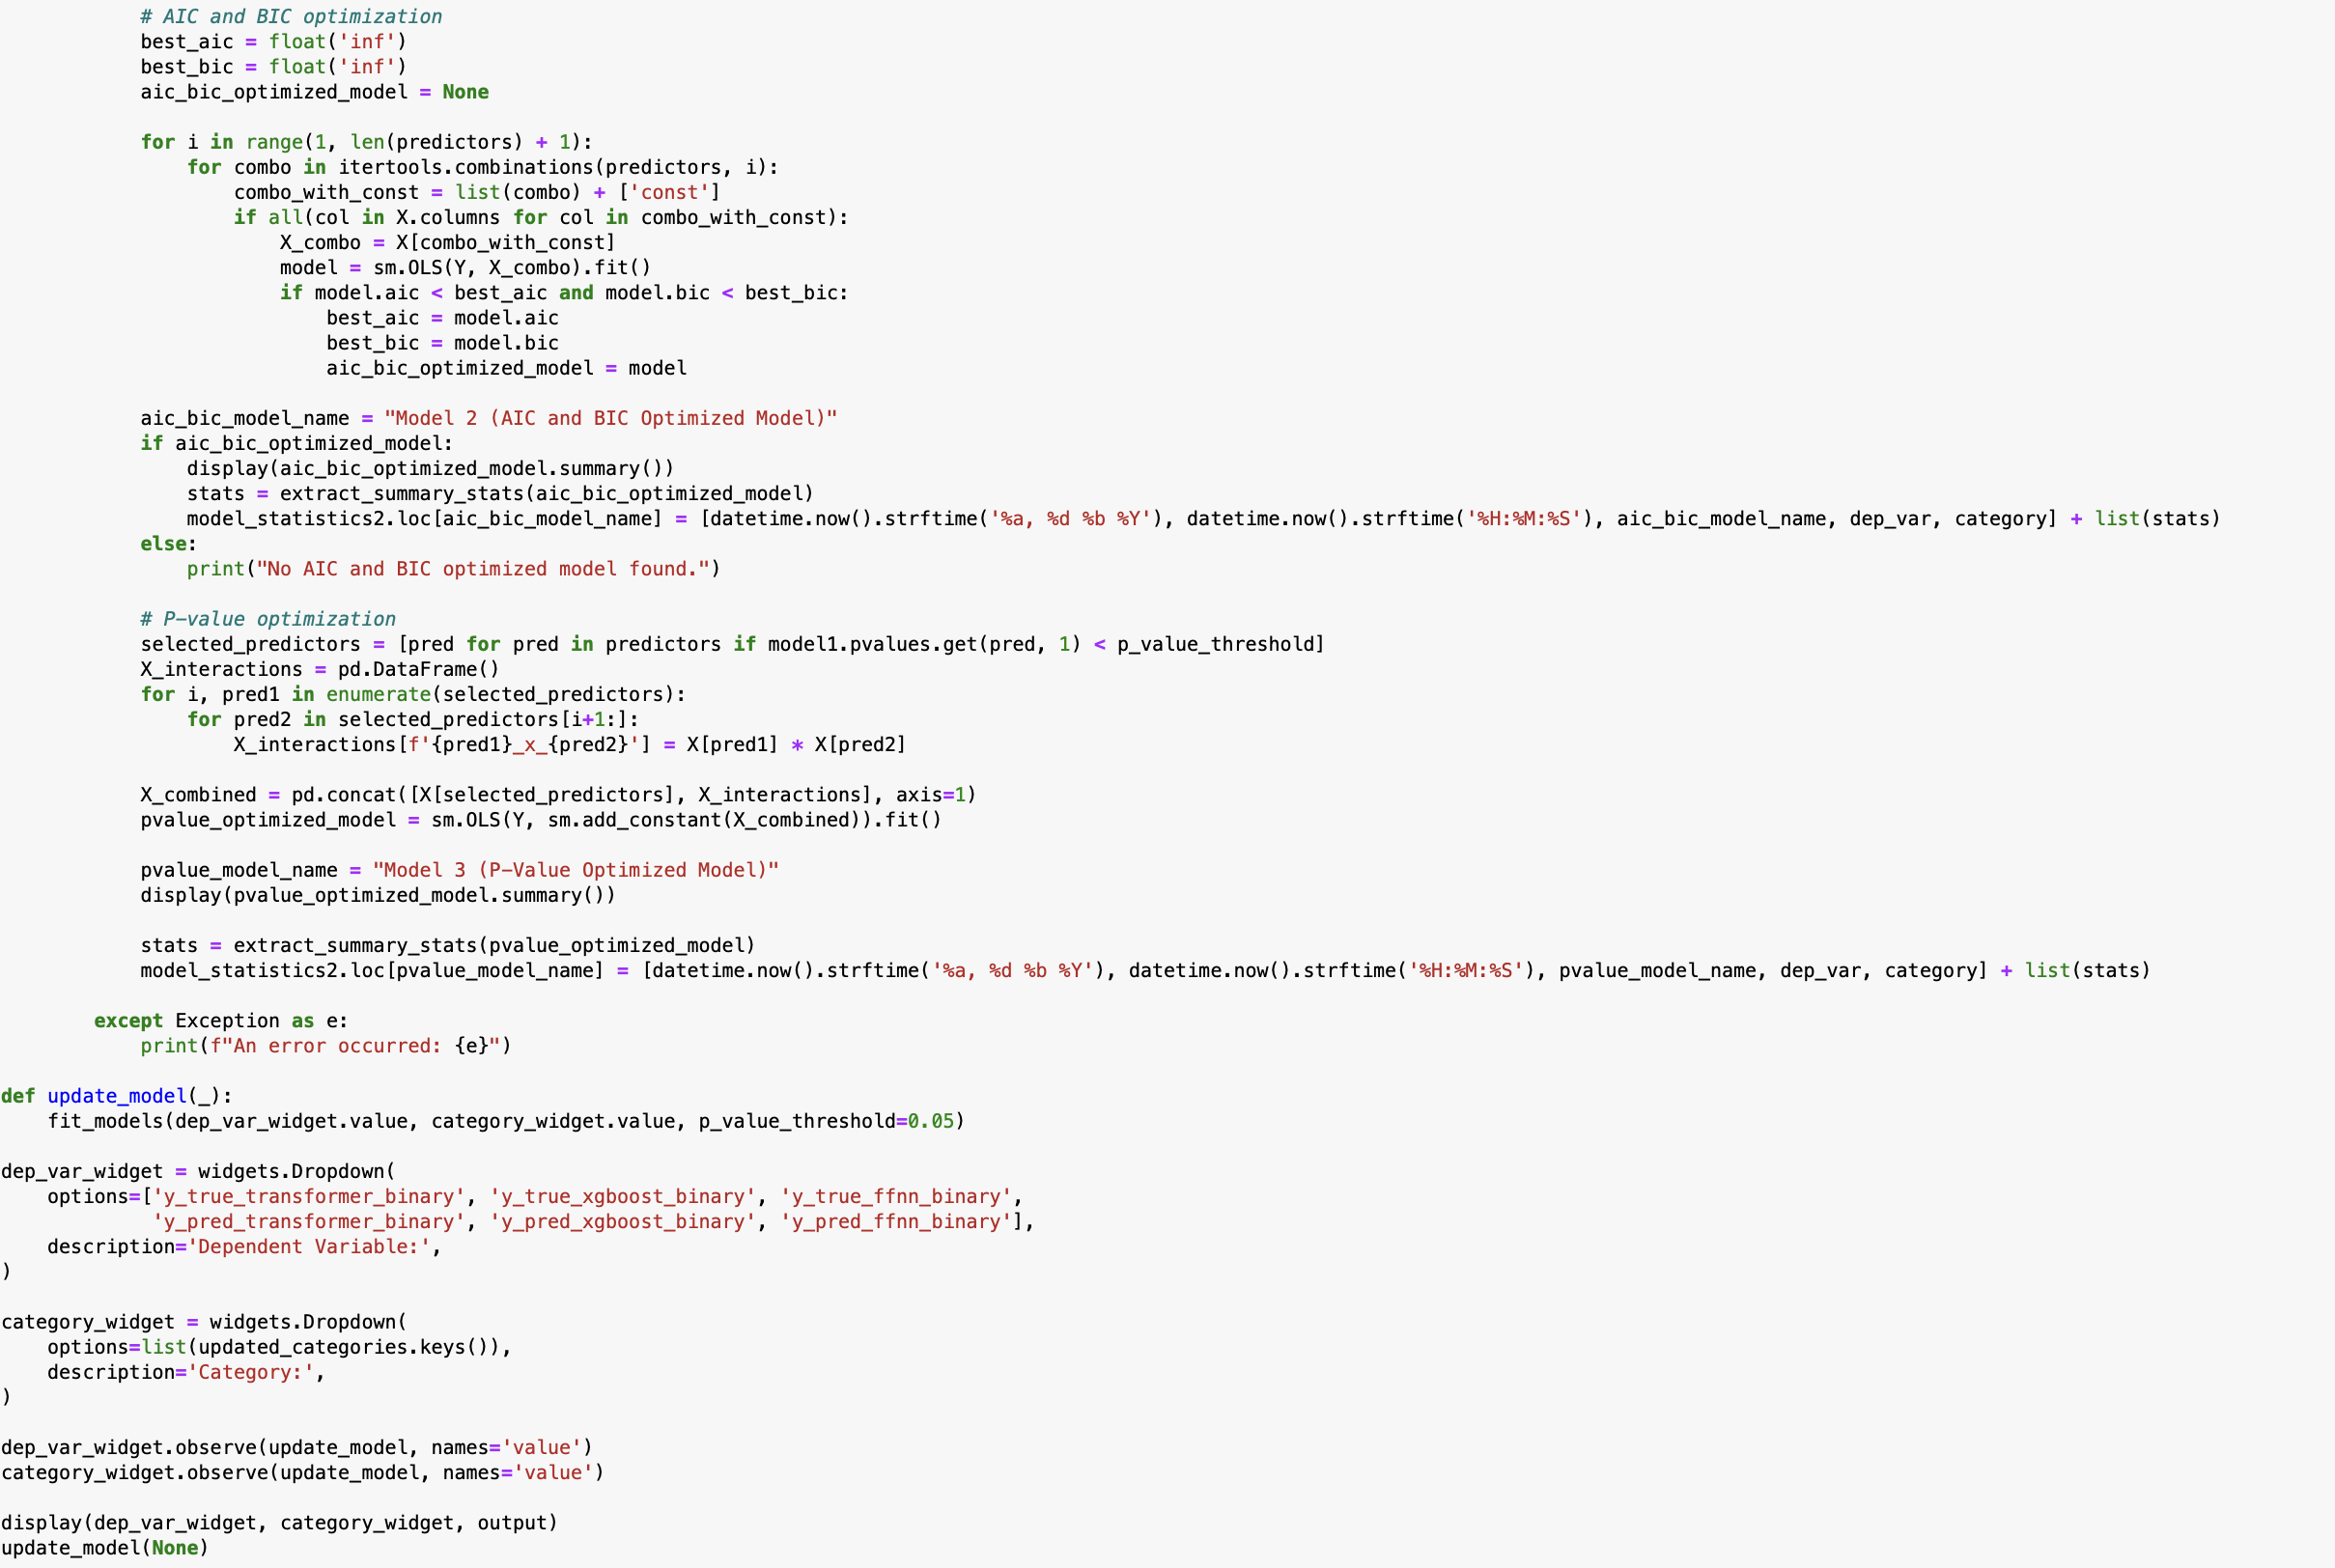 # AIC and BIC optimization
best_aic = float('inf')
best_bic = float('inf')
aic_bic_optimized_model = None
for i in range(1, len(predictors) + 1):
for combo in itertools.combinations(predictors, i):
combo_with_const = list(combo) + ['const']
if all(col in X.columns for col in combo_with_const):
X_combo = X[combo_with_const]
model = sm.OLS(Y, X_combo).fit()
if model.aic < best_aic and model.bic < best_bic:
best_aic = model.aic
best_bic = model.bic
aic_bic_optimized_model = model
aic_bic_model_name = "Model 2 (AIC and BIC Optimized Model)"
if aic_bic_optimized_model:
display(aic_bic_optimized_model.summary())
stats = extract_summary_stats(aic_bic_optimized_model)
model_statistics2.loc[aic_bic_model_name] = [datetime.now().strftime('%a, %d %b %Y'), datetime.now().strftime('%H:%M:%S'), aic_bic_model_name, dep_var, category] + list(stats)
else:
print("No AIC and BIC optimized model found.")
# P-value optimization
selected_predictors = [pred for pred in predictors if model1.pvalues.get(pred, 1) < p_value_threshold]
X_interactions = pd.DataFrame()
for i, pred1 in enumerate(selected_predictors):
for pred2 in selected_predictors[i+1:]:
X_interactions[f'{pred1}_x_{pred2}'] = X[pred1] * X[pred2]
X_combined = pd.concat([X[selected_predictors], X_interactions], axis=1)
pvalue_optimized_model = sm.OLS(Y, sm.add_constant(X_combined)).fit()
pvalue_model_name = "Model 3 (P-Value Optimized Model)"
display(pvalue_optimized_model.summary())
stats = extract_summary_stats(pvalue_optimized_model)
model_statistics2.loc[pvalue_model_name] = [datetime.now().strftime('%a, %d %b %Y'), datetime.now().strftime('%H:%M:%S'), pvalue_model_name, dep_var, category] + list(stats)
except Exception as e:
print(f"An error occurred: {e}")
def update_model(_):
fit_models(dep_var_widget.value, category_widget.value, p_value_threshold=0.05)
dep_var_widget = widgets.Dropdown(
options=['y_true_transformer_binary', 'y_true_xgboost_binary', 'y_true_ffnn_binary',
'y_pred_transformer_binary', 'y_pred_xgboost_binary', 'y_pred_ffnn_binary'],
description='Dependent Variable:',
)
category_widget = widgets.Dropdown(
options=list(updated_categories.keys()),
description='Category:',
)
dep_var_widget.observe(update_model, names='value')
category_widget.observe(update_model, names='value')
display(dep_var_widget, category_widget, output)
update_model(None)